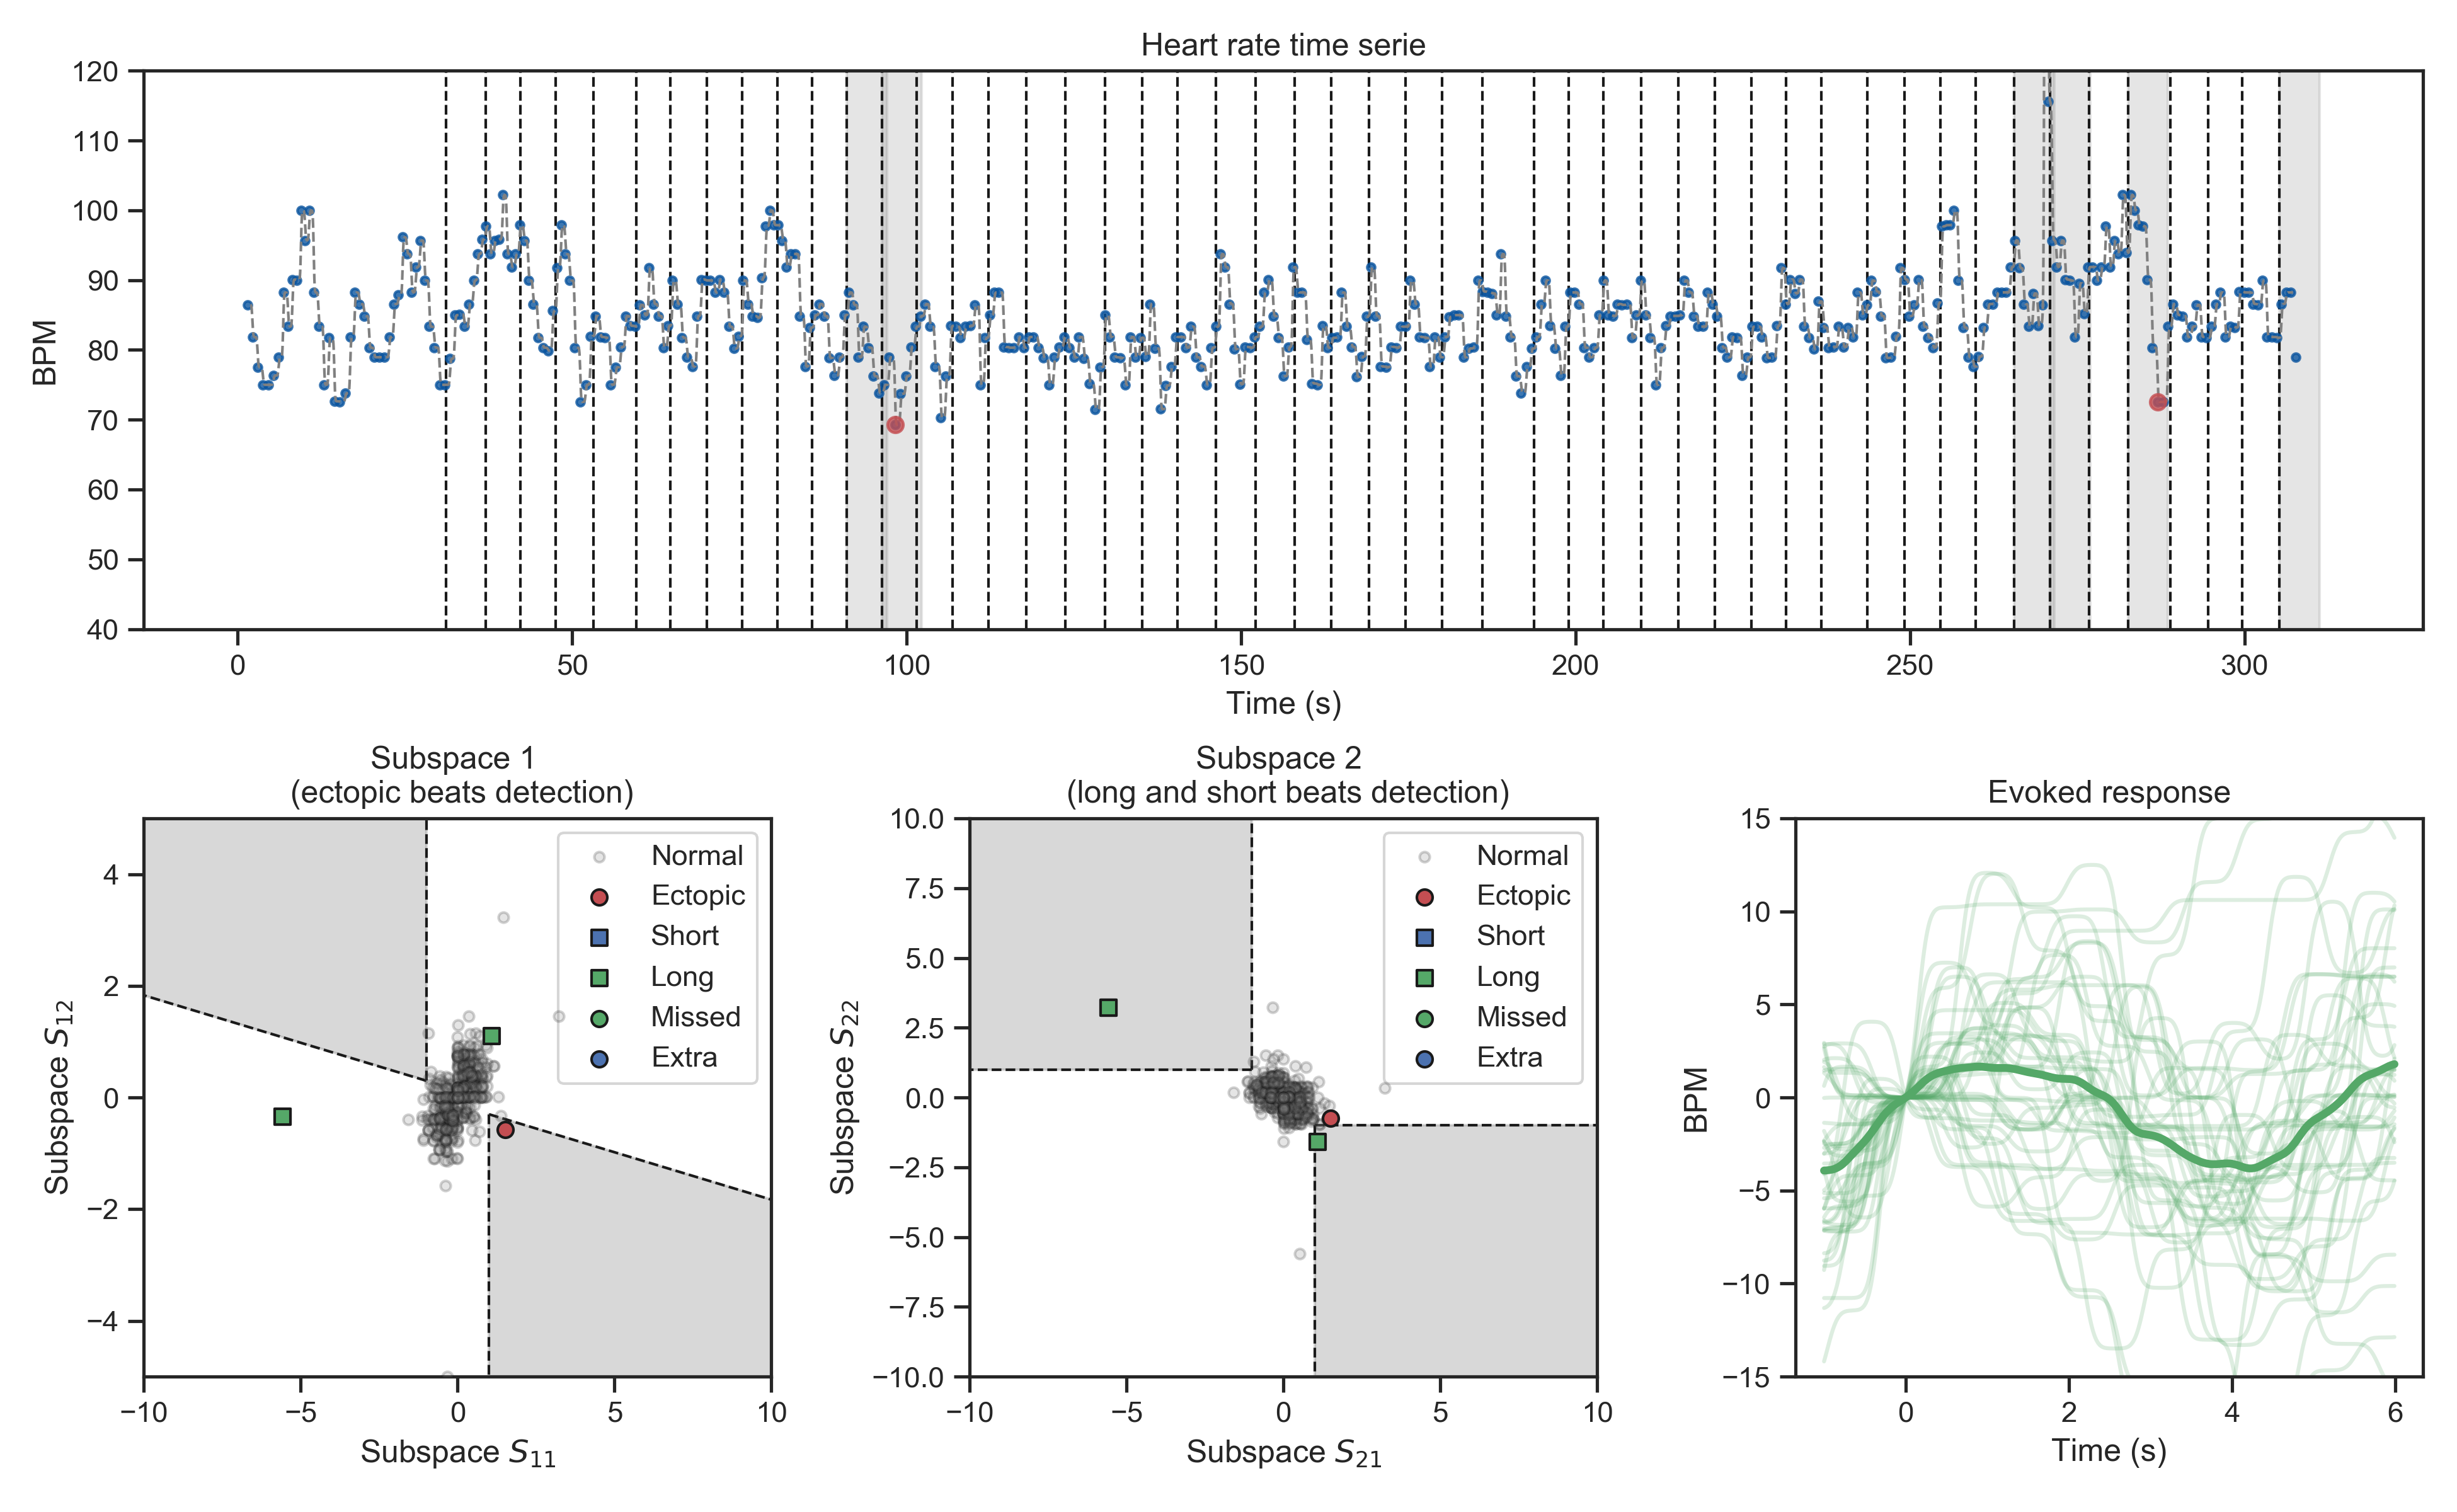 Heart rate time serie
120
110
100
90
80
70
60
50
40
BPM
0 50 100 150 200 250 300
Time (s)
Subspace 1
(ectopic beats detection)
4
2
0
−2
−4
Subspace S12
Normal
Ectopic
Short
Long
Missed
Extra
−10 −5 0 5 10
Subspace S11
Subspace 2
(long and short beats detection)
10.0
7.5
5.0
2.5
0.0
−2.5
−5.0
−7.5
−10.0
Subspace S22
Normal
Ectopic
Short
Long
Missed
Extra
−10 −5 0 5 10
Subspace S21
Evoked response
15
10
5
0
−5
−10
−15
BPM
0 2 4 6
Time (s)